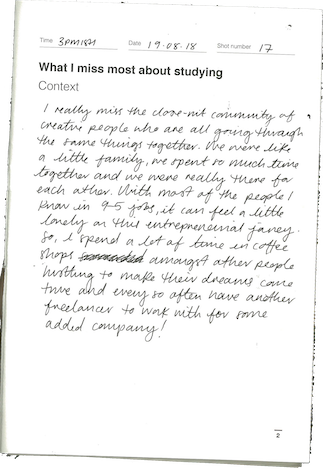 Time 3PMISH Date 19.08.18 Shot number 17
What I miss most about studying
Context
I really miss the close-nit community of
creative people who are all going through
the same things together. We were like
a little family, we spent so much time
together and we were really there for
each other. With most of the people I
know in 9-5 jobs, it can feel a little
lonely on this entrepreneurial journey.
So, I spend a lot of time in coffee
shops amongst other people
hustling to make their dreams come
true and every so often have another
freelancer to work with for some
added company!
2